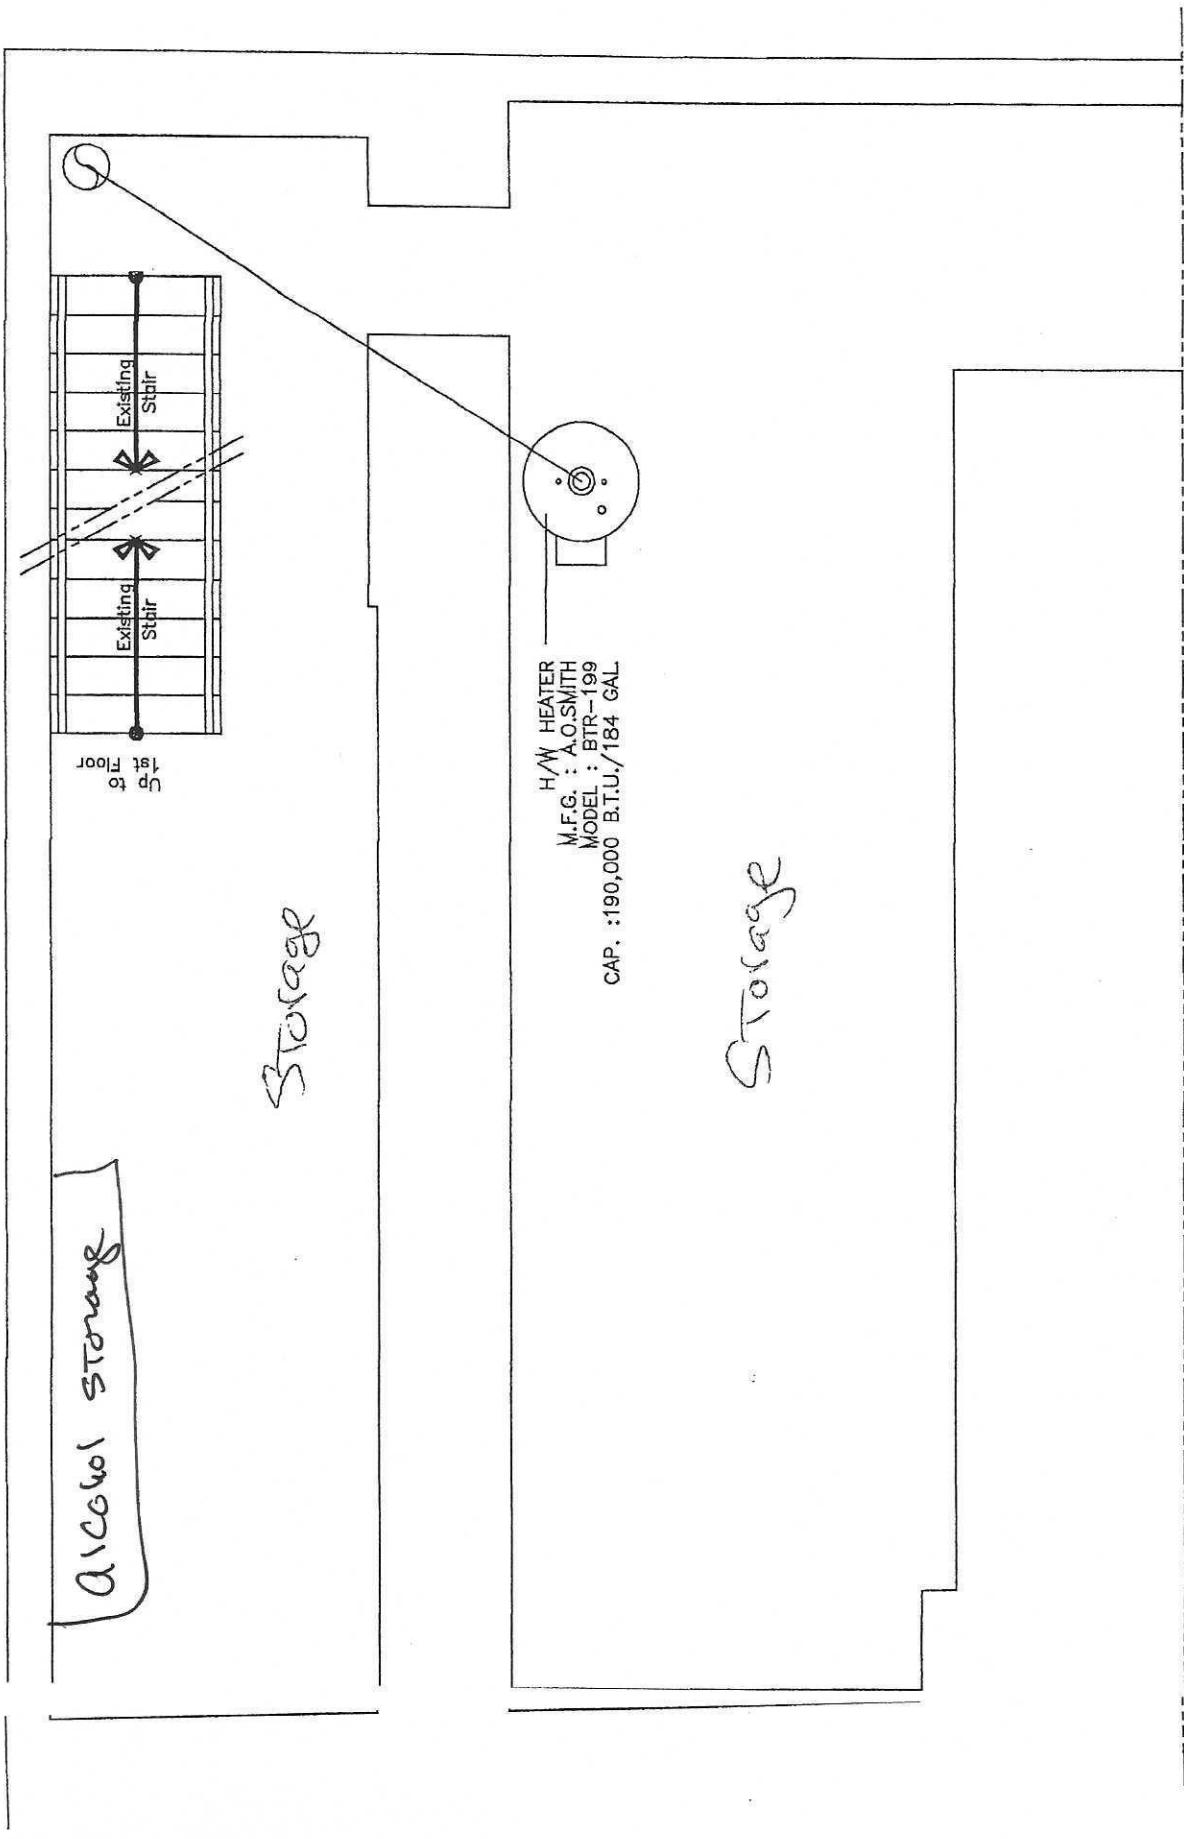 Existing
Stair
Existing
Stair
Up to
1st Floor
H/W HEATER
M.F.G. : A.O.SMITH
MODEL : BTR-199
CAP. :190,000 B.T.U./184 GAL.
Storage
Storage
alcohol storage